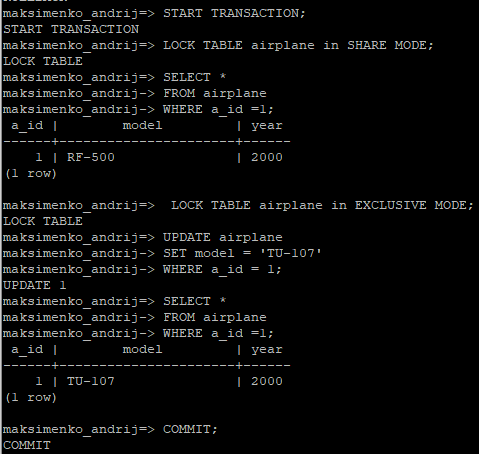 maksimenko_andrij=> START TRANSACTION;
START TRANSACTION
maksimenko_andrij=> LOCK TABLE airplane in SHARE MODE;
LOCK TABLE
maksimenko_andrij=> SELECT *
maksimenko_andrij-> FROM airplane
maksimenko_andrij-> WHERE a_id =1;
 a_id |        model         | year
------+----------------------+------
    1 | RF-500               | 2000
(1 row)

maksimenko_andrij=>  LOCK TABLE airplane in EXCLUSIVE MODE;
LOCK TABLE
maksimenko_andrij=> UPDATE airplane
maksimenko_andrij-> SET model = 'TU-107'
maksimenko_andrij-> WHERE a_id = 1;
UPDATE 1
maksimenko_andrij=> SELECT *
maksimenko_andrij-> FROM airplane
maksimenko_andrij-> WHERE a_id =1;
 a_id |        model         | year
------+----------------------+------
    1 | TU-107               | 2000
(1 row)

maksimenko_andrij=> COMMIT;
COMMIT